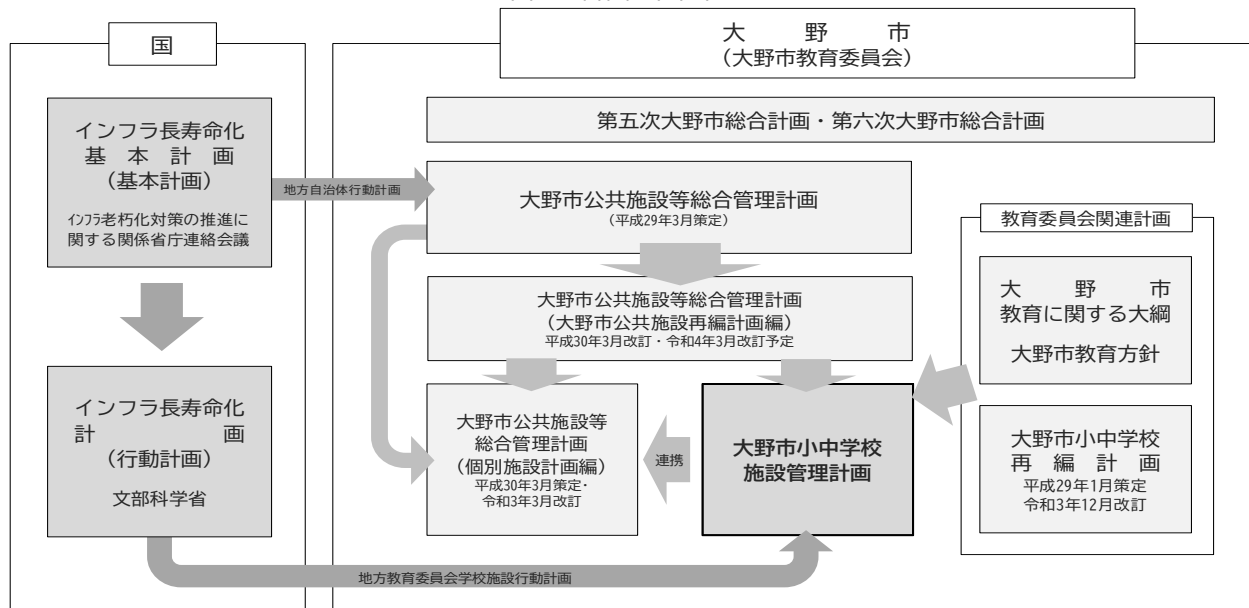 国
大野市
（大野市教育委員会）
インフラ長寿命化
基本計画
（基本計画）
インフラ老朽化対策の推進に
関する関係省庁連絡会議
地方自治体行動計画
インフラ長寿命化
計画
（行動計画）
文部科学省
第五次大野市総合計画・第六次大野市総合計画
大野市公共施設等総合管理計画
（平成29年3月策定）
大野市公共施設等総合管理計画
（大野市公共施設再編計画編）
平成30年3月改訂・令和4年3月改訂予定
大野市公共施設等
総合管理計画
（個別施設計画編）
平成30年3月策定・
令和3年3月改訂
連携
大野市小中学校
施設管理計画
教育委員会関連計画
大野市
教育に関する大綱
大野市教育方針
大野市小中学校
再編計画
平成29年1月策定
令和3年12月改訂
地方教育委員会学校施設行動計画